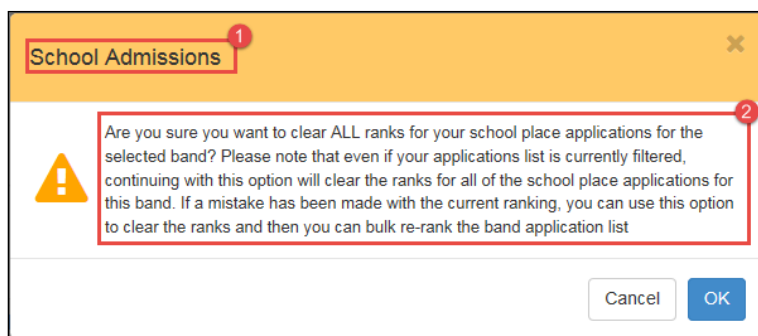 School Admissions
1
×
2
Are you sure you want to clear ALL ranks for your school place applications for the
selected band? Please note that even if your applications list is currently filtered,
continuing with this option will clear the ranks for all of the school place applications for
this band. If a mistake has been made with the current ranking, you can use this option
to clear the ranks and then you can bulk re-rank the band application list
Cancel
OK